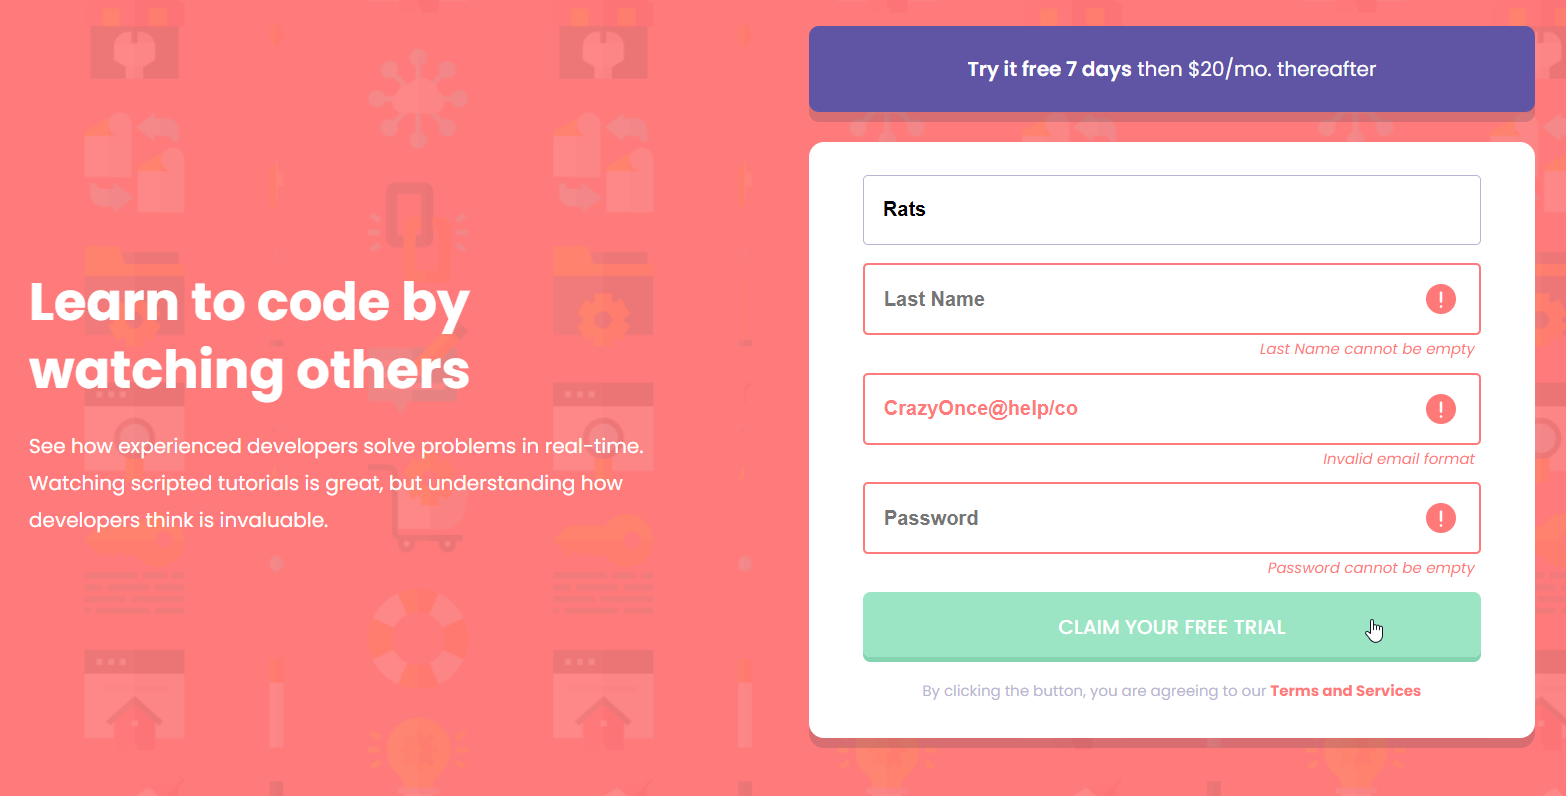 Try it free 7 days then $20/mo. thereafter
Learn to code by
watching others
See how experienced developers solve problems in real-time.
Watching scripted tutorials is great, but understanding how
developers think is invaluable.
Rats
Last Name
Last Name cannot be empty
CrazyOnce@help/co
Invalid email format
Password
Password cannot be empty
CLAIM YOUR FREE TRIAL
By clicking the button, you are agreeing to our Terms and Services